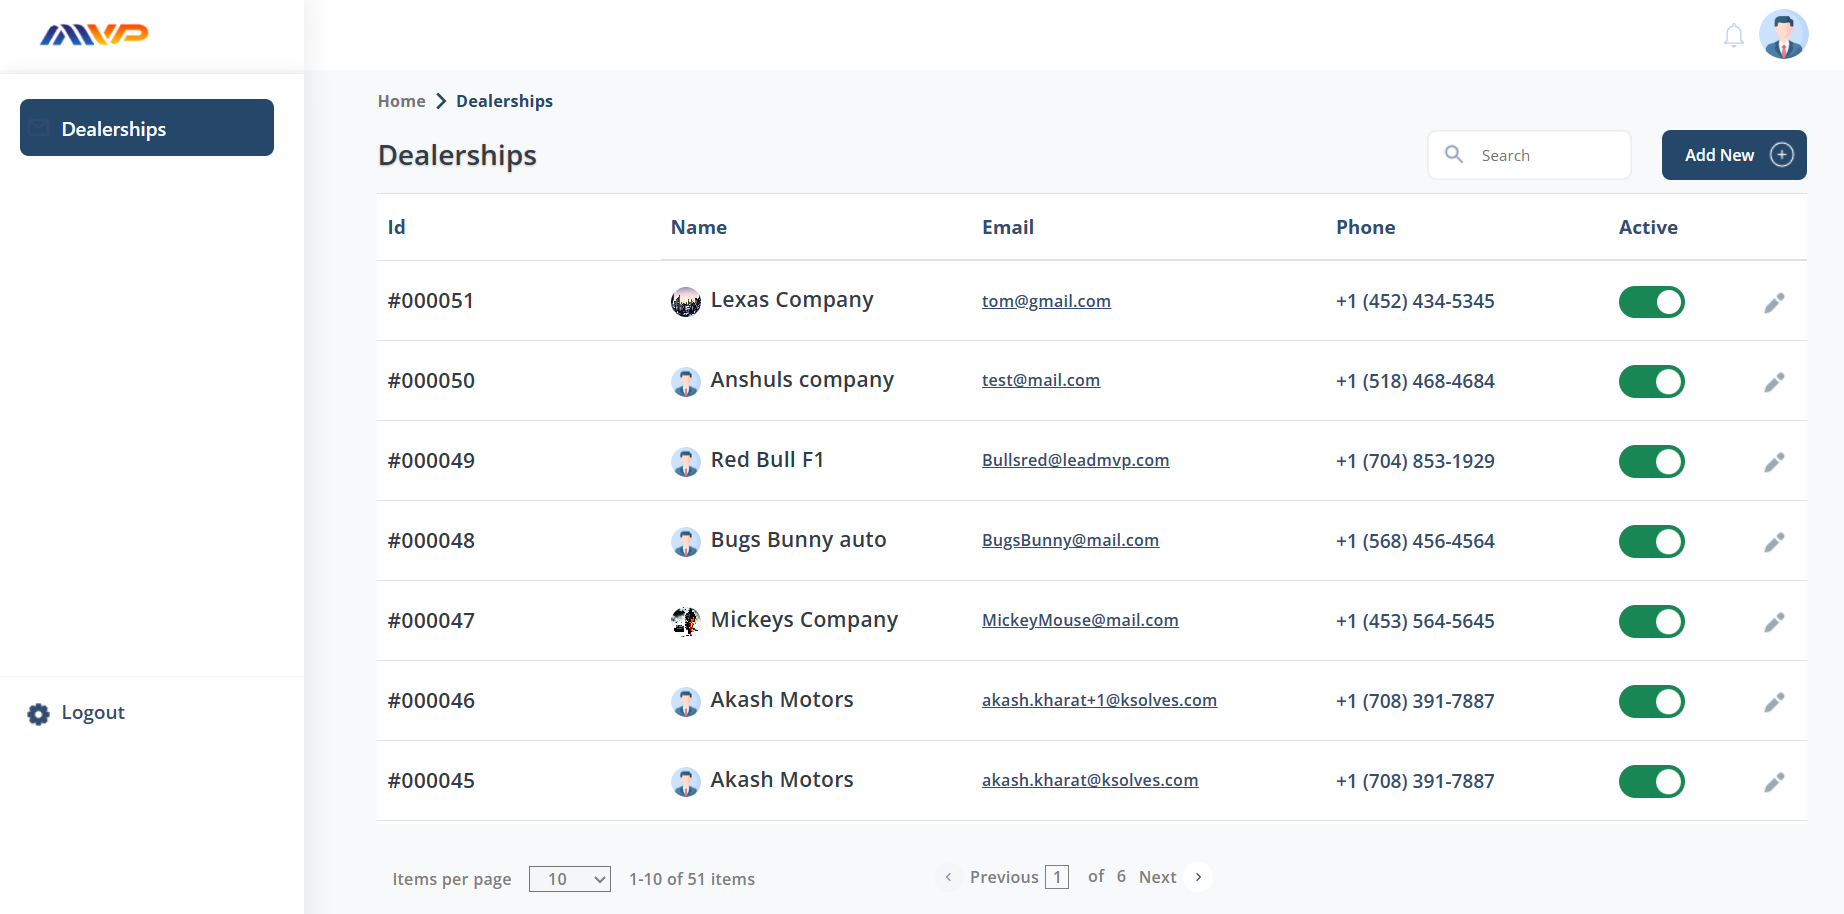 MVP
Dealerships
Home Dealerships
Dealerships
Search
Add New
Id Name Email Phone Active
#000051 Lexas Company tom@gmail.com +1 (452) 434-5345
#000050 Anshuls company test@mail.com +1 (518) 468-4684
#000049 Red Bull F1 Bullsred@leadmvp.com +1 (704) 853-1929
#000048 Bugs Bunny auto BugsBunny@mail.com +1 (568) 456-4564
#000047 Mickeys Company MickeyMouse@mail.com +1 (453) 564-5645
#000046 Akash Motors akash.kharat+1@ksolves.com +1 (708) 391-7887
#000045 Akash Motors akash.kharat@ksolves.com +1 (708) 391-7887
Logout
Items per page 10 1-10 of 51 items Previous 1 of 6 Next